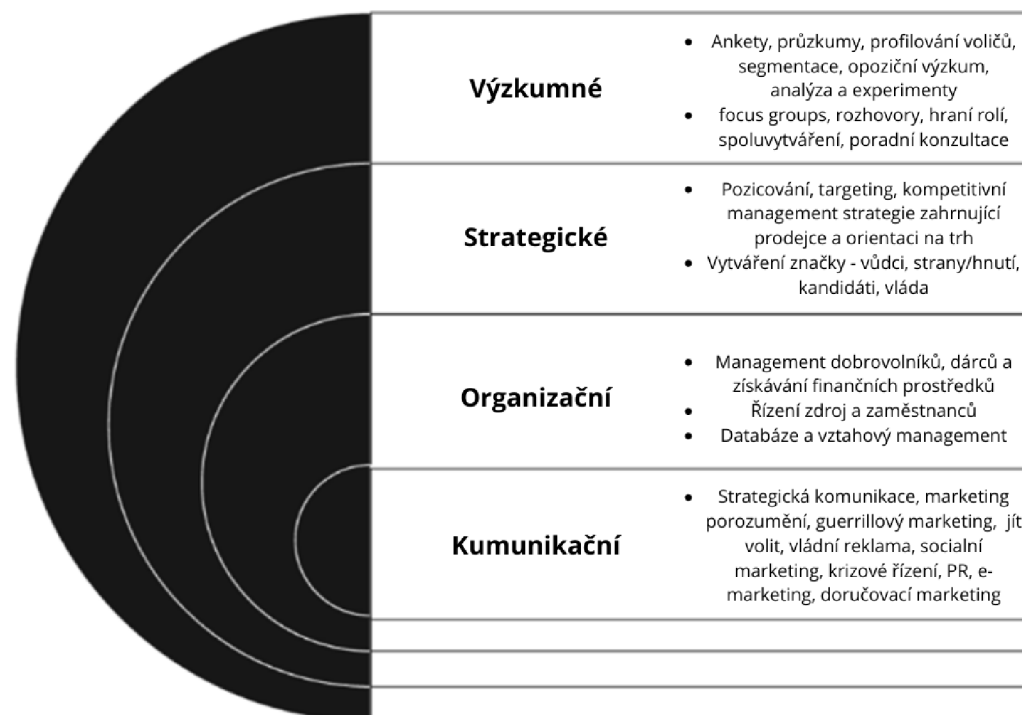 Výzkumné
• Ankety, průzkumy, profilování voličů,
segmentace, opoziční výzkum,
analýza a experimenty
• focus groups, rozhovory, hraní rolí,
spoluvytváření, poradní konzultace
Strategické
• Pozicování, targeting, kompetitivní
management strategie zahrnující
prodejce a orientaci na trh
• Vytváření značky - vůdci, strany/hnutí,
kandidáti, vláda
Organizační
• Management dobrovolníků, dárců a
získávání finančních prostředků
• Řízení zdroj a zaměstnanců
• Databáze a vztahový management
Kumunikační
• Strategická komunikace, marketing
porozumění, guerrillový marketing, jít
volit, vládní reklama, socialní
marketing, krizové řízení, PR, e-
marketing, doručovací marketing